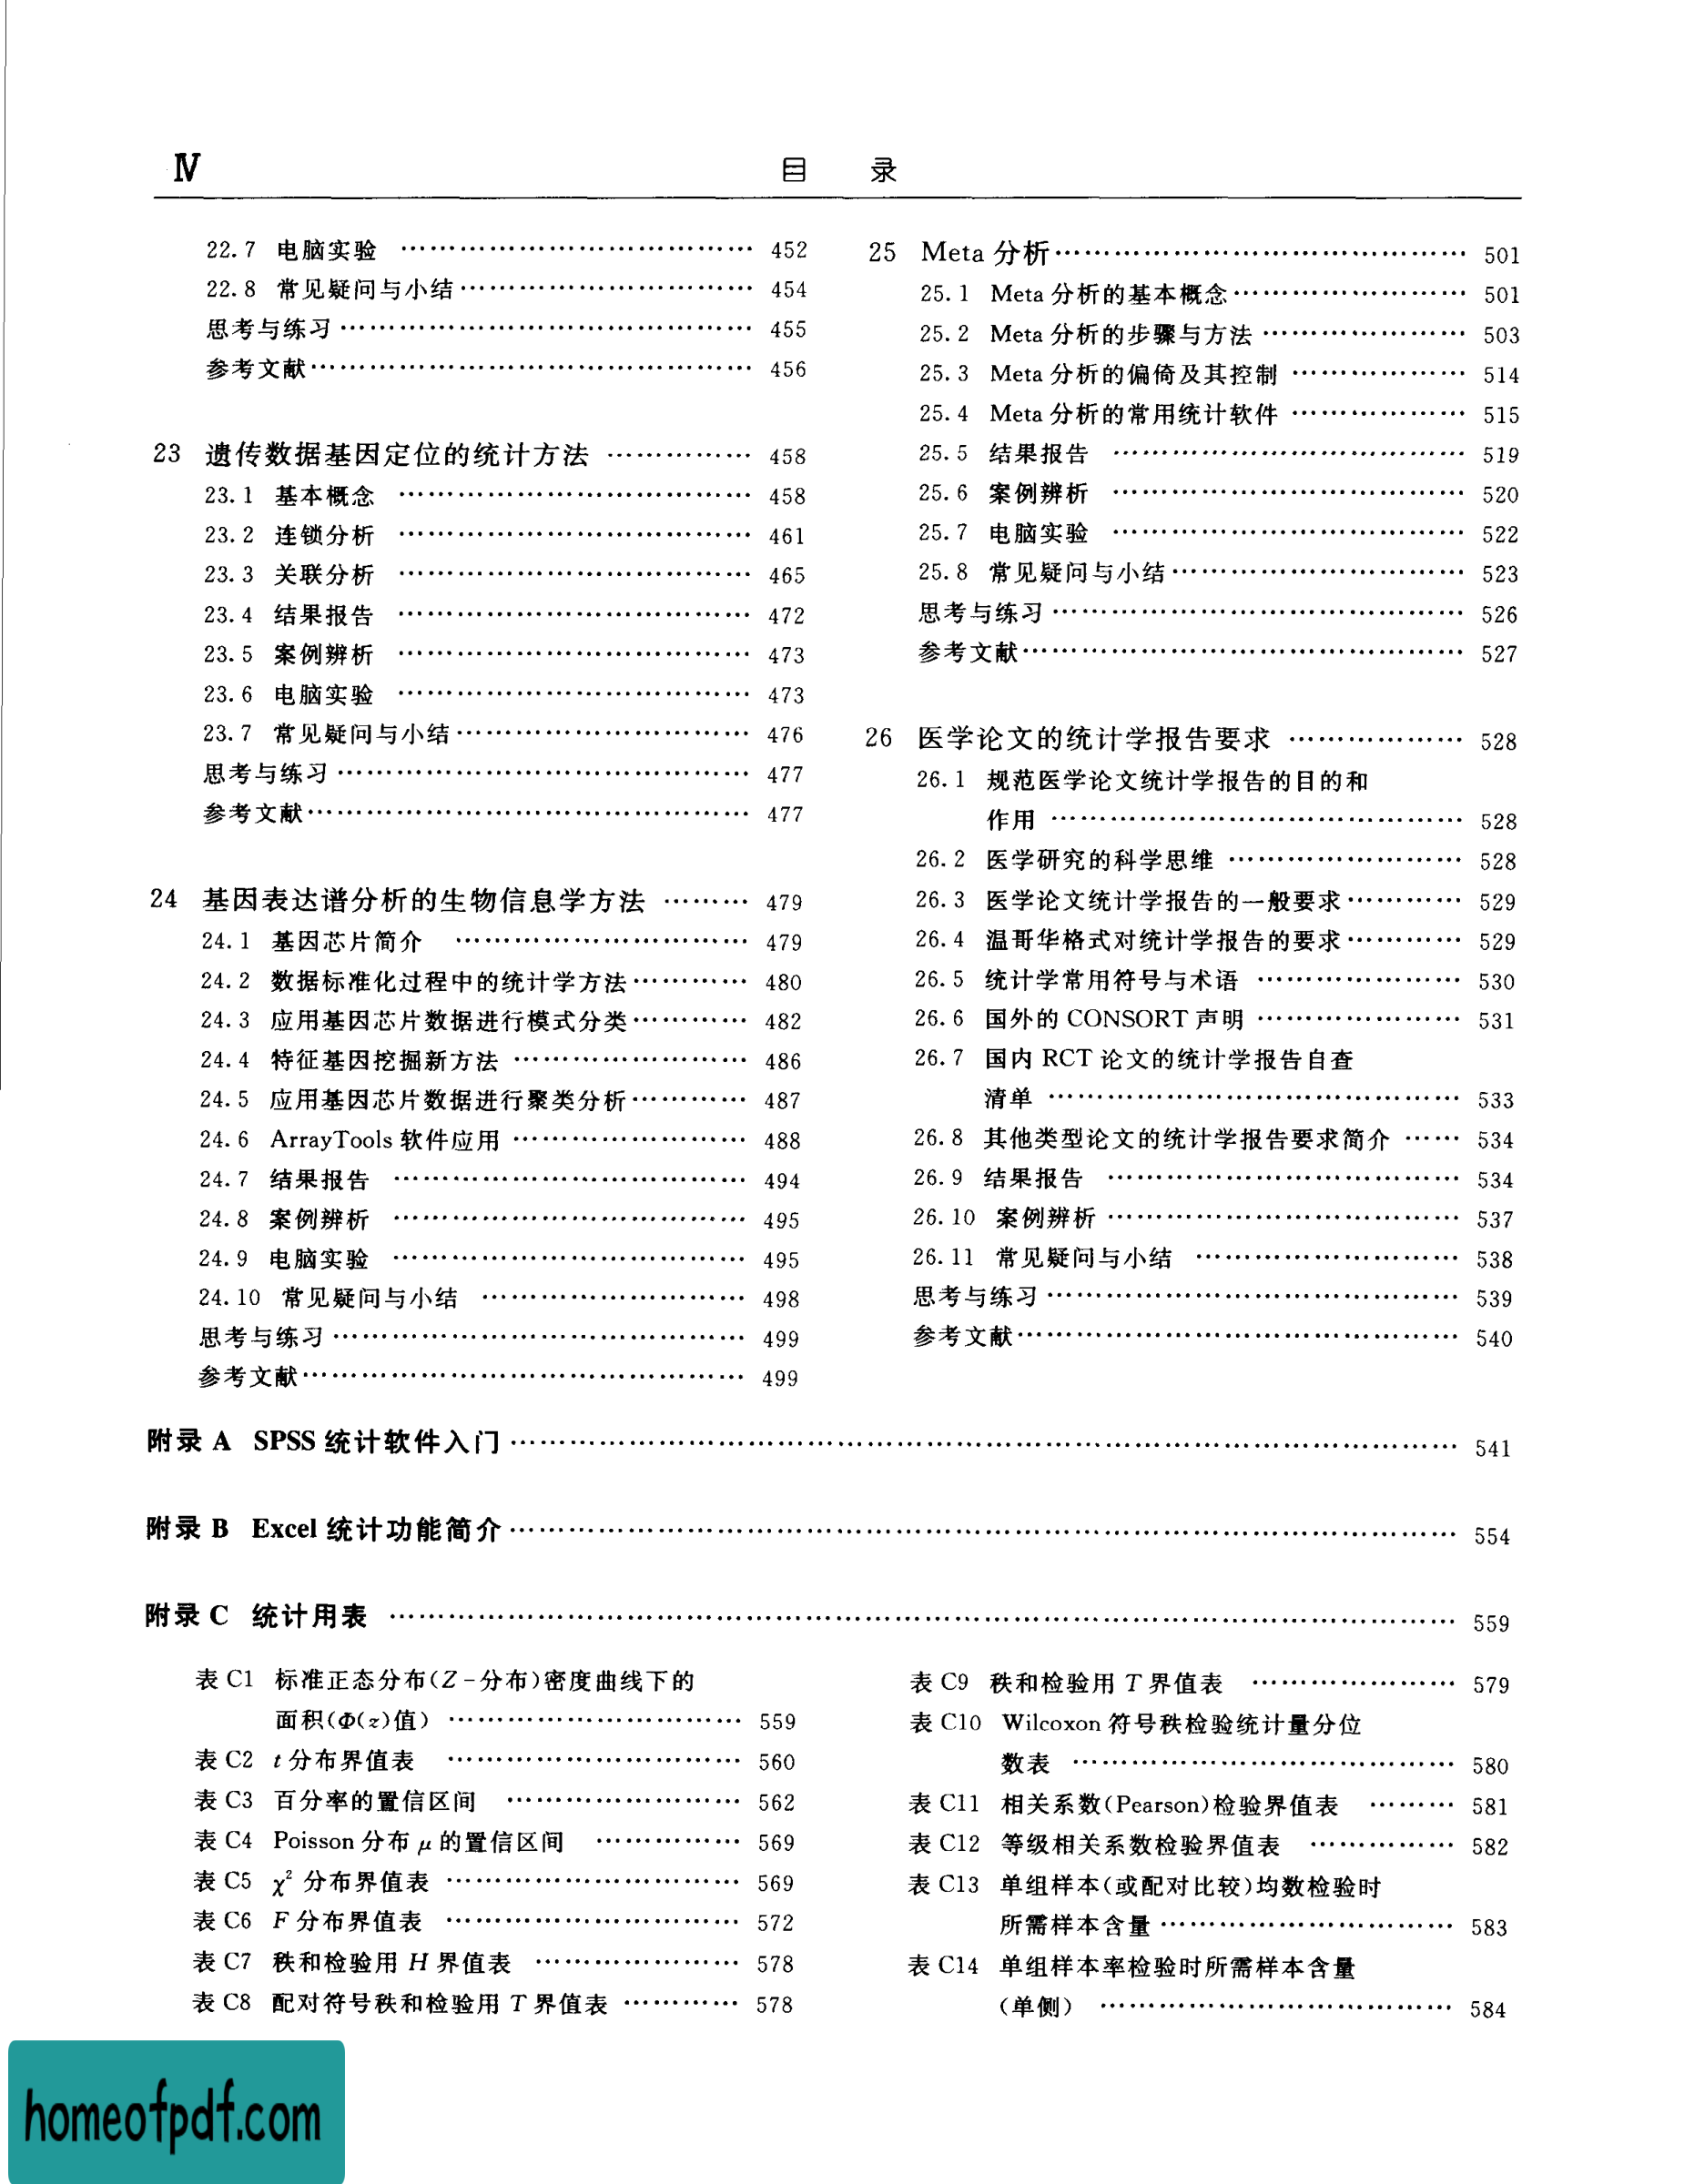 Ⅳ
目 录
22.7 电脑实验 …… 452
22.8 常见疑问与小结 …… 454
思考与练习 …… 455
参考文献 …… 456
23 遗传数据基因定位的统计方法 …… 458
23.1 基本概念 …… 458
23.2 连锁分析 …… 461
23.3 关联分析 …… 465
23.4 结果报告 …… 472
23.5 案例辨析 …… 473
23.6 电脑实验 …… 473
23.7 常见疑问与小结 …… 476
思考与练习 …… 477
参考文献 …… 477
24 基因表达谱分析的生物信息学方法 …… 479
24.1 基因芯片简介 …… 479
24.2 数据标准化过程中的统计学方法 …… 480
24.3 应用基因芯片数据进行模式分类 …… 482
24.4 特征基因挖掘新方法 …… 486
24.5 应用基因芯片数据进行聚类分析 …… 487
24.6 ArrayTools 软件应用 …… 488
24.7 结果报告 …… 494
24.8 案例辨析 …… 495
24.9 电脑实验 …… 495
24.10 常见疑问与小结 …… 498
思考与练习 …… 499
参考文献 …… 499
25 Meta 分析 …… 501
25.1 Meta 分析的基本概念 …… 501
25.2 Meta 分析的步骤与方法 …… 503
25.3 Meta 分析的偏倚及其控制 …… 514
25.4 Meta 分析的常用统计软件 …… 515
25.5 结果报告 …… 519
25.6 案例辨析 …… 520
25.7 电脑实验 …… 522
25.8 常见疑问与小结 …… 523
思考与练习 …… 526
参考文献 …… 527
26 医学论文的统计学报告要求 …… 528
26.1 规范医学论文统计学报告的目的和
作用 …… 528
26.2 医学研究的科学思维 …… 528
26.3 医学论文统计学报告的一般要求 …… 529
26.4 温哥华格式对统计学报告的要求 …… 529
26.5 统计学常用符号与术语 …… 530
26.6 国外的 CONSORT 声明 …… 531
26.7 国内 RCT 论文的统计学报告自查
清单 …… 533
26.8 其他类型论文的统计学报告要求简介 …… 534
26.9 结果报告 …… 534
26.10 案例辨析 …… 537
26.11 常见疑问与小结 …… 538
思考与练习 …… 539
参考文献 …… 540
附录 A SPSS 统计软件入门 …… 541
附录 B Excel 统计功能简介 …… 554
附录 C 统计用表 …… 559
表 C1 标准正态分布(Z-分布)密度曲线下的
面积(Φ(z)值) …… 559
表 C2 t 分布界值表 …… 560
表 C3 百分率的置信区间 …… 562
表 C4 Poisson 分布 μ 的置信区间 …… 569
表 C5 χ² 分布界值表 …… 569
表 C6 F 分布界值表 …… 572
表 C7 秩和检验用 H 界值表 …… 578
表 C8 配对符号秩和检验用 T 界值表 …… 578
表 C9 秩和检验用 T 界值表 …… 579
表 C10 Wilcoxon 符号秩检验统计量分位
数表 …… 580
表 C11 相关系数(Pearson)检验界值表 …… 581
表 C12 等级相关系数检验界值表 …… 582
表 C13 单组样本(或配对比较)均数检验时
所需样本含量 …… 583
表 C14 单组样本率检验时所需样本含量
(单侧) …… 584
homeofpdf.com